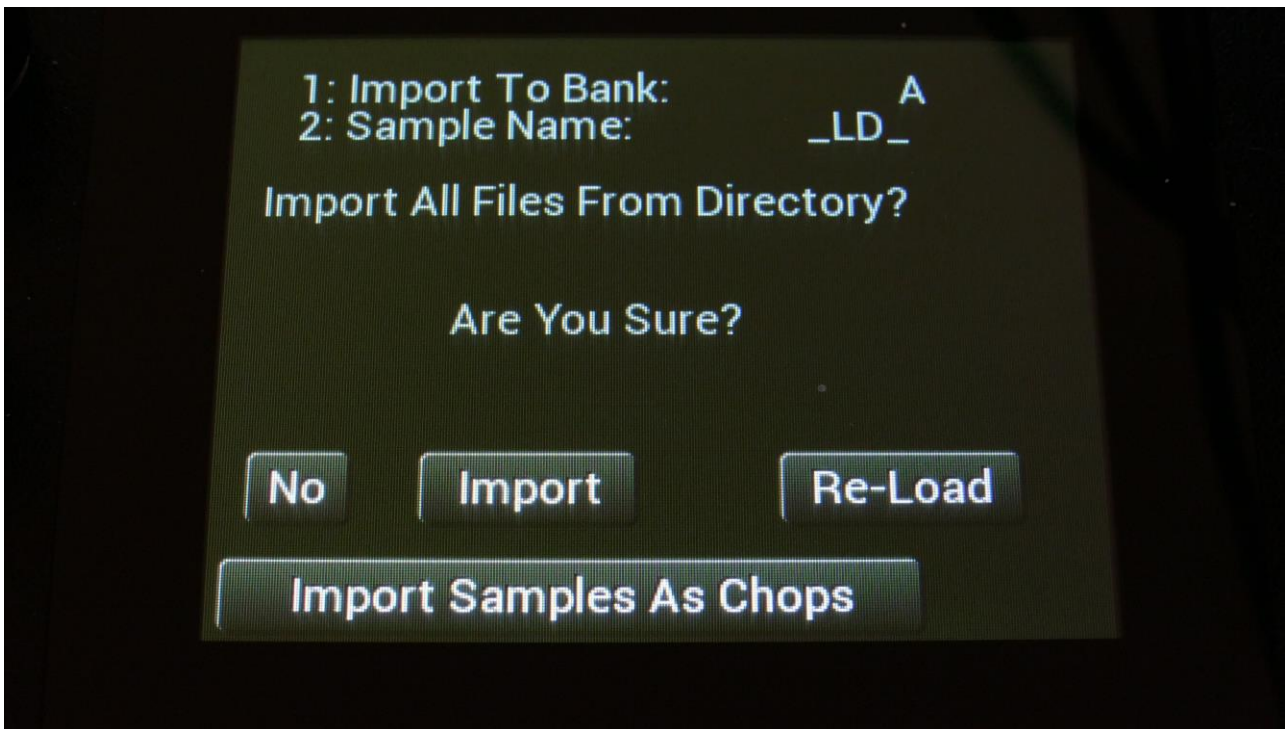 1: Import To Bank: A
2: Sample Name: _LD_
Import All Files From Directory?
Are You Sure?
No Import Re-Load
Import Samples As Chops